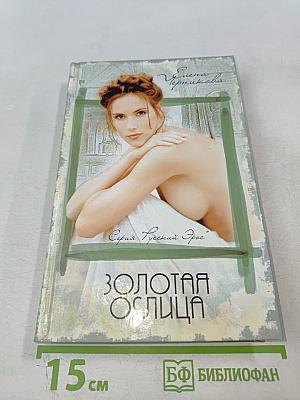 Елена
Черникова
Серия "Русский Эрос"
ЗОЛОТАЯ
ОСЛИЦА
15 см
БФ БИБЛИОФАН